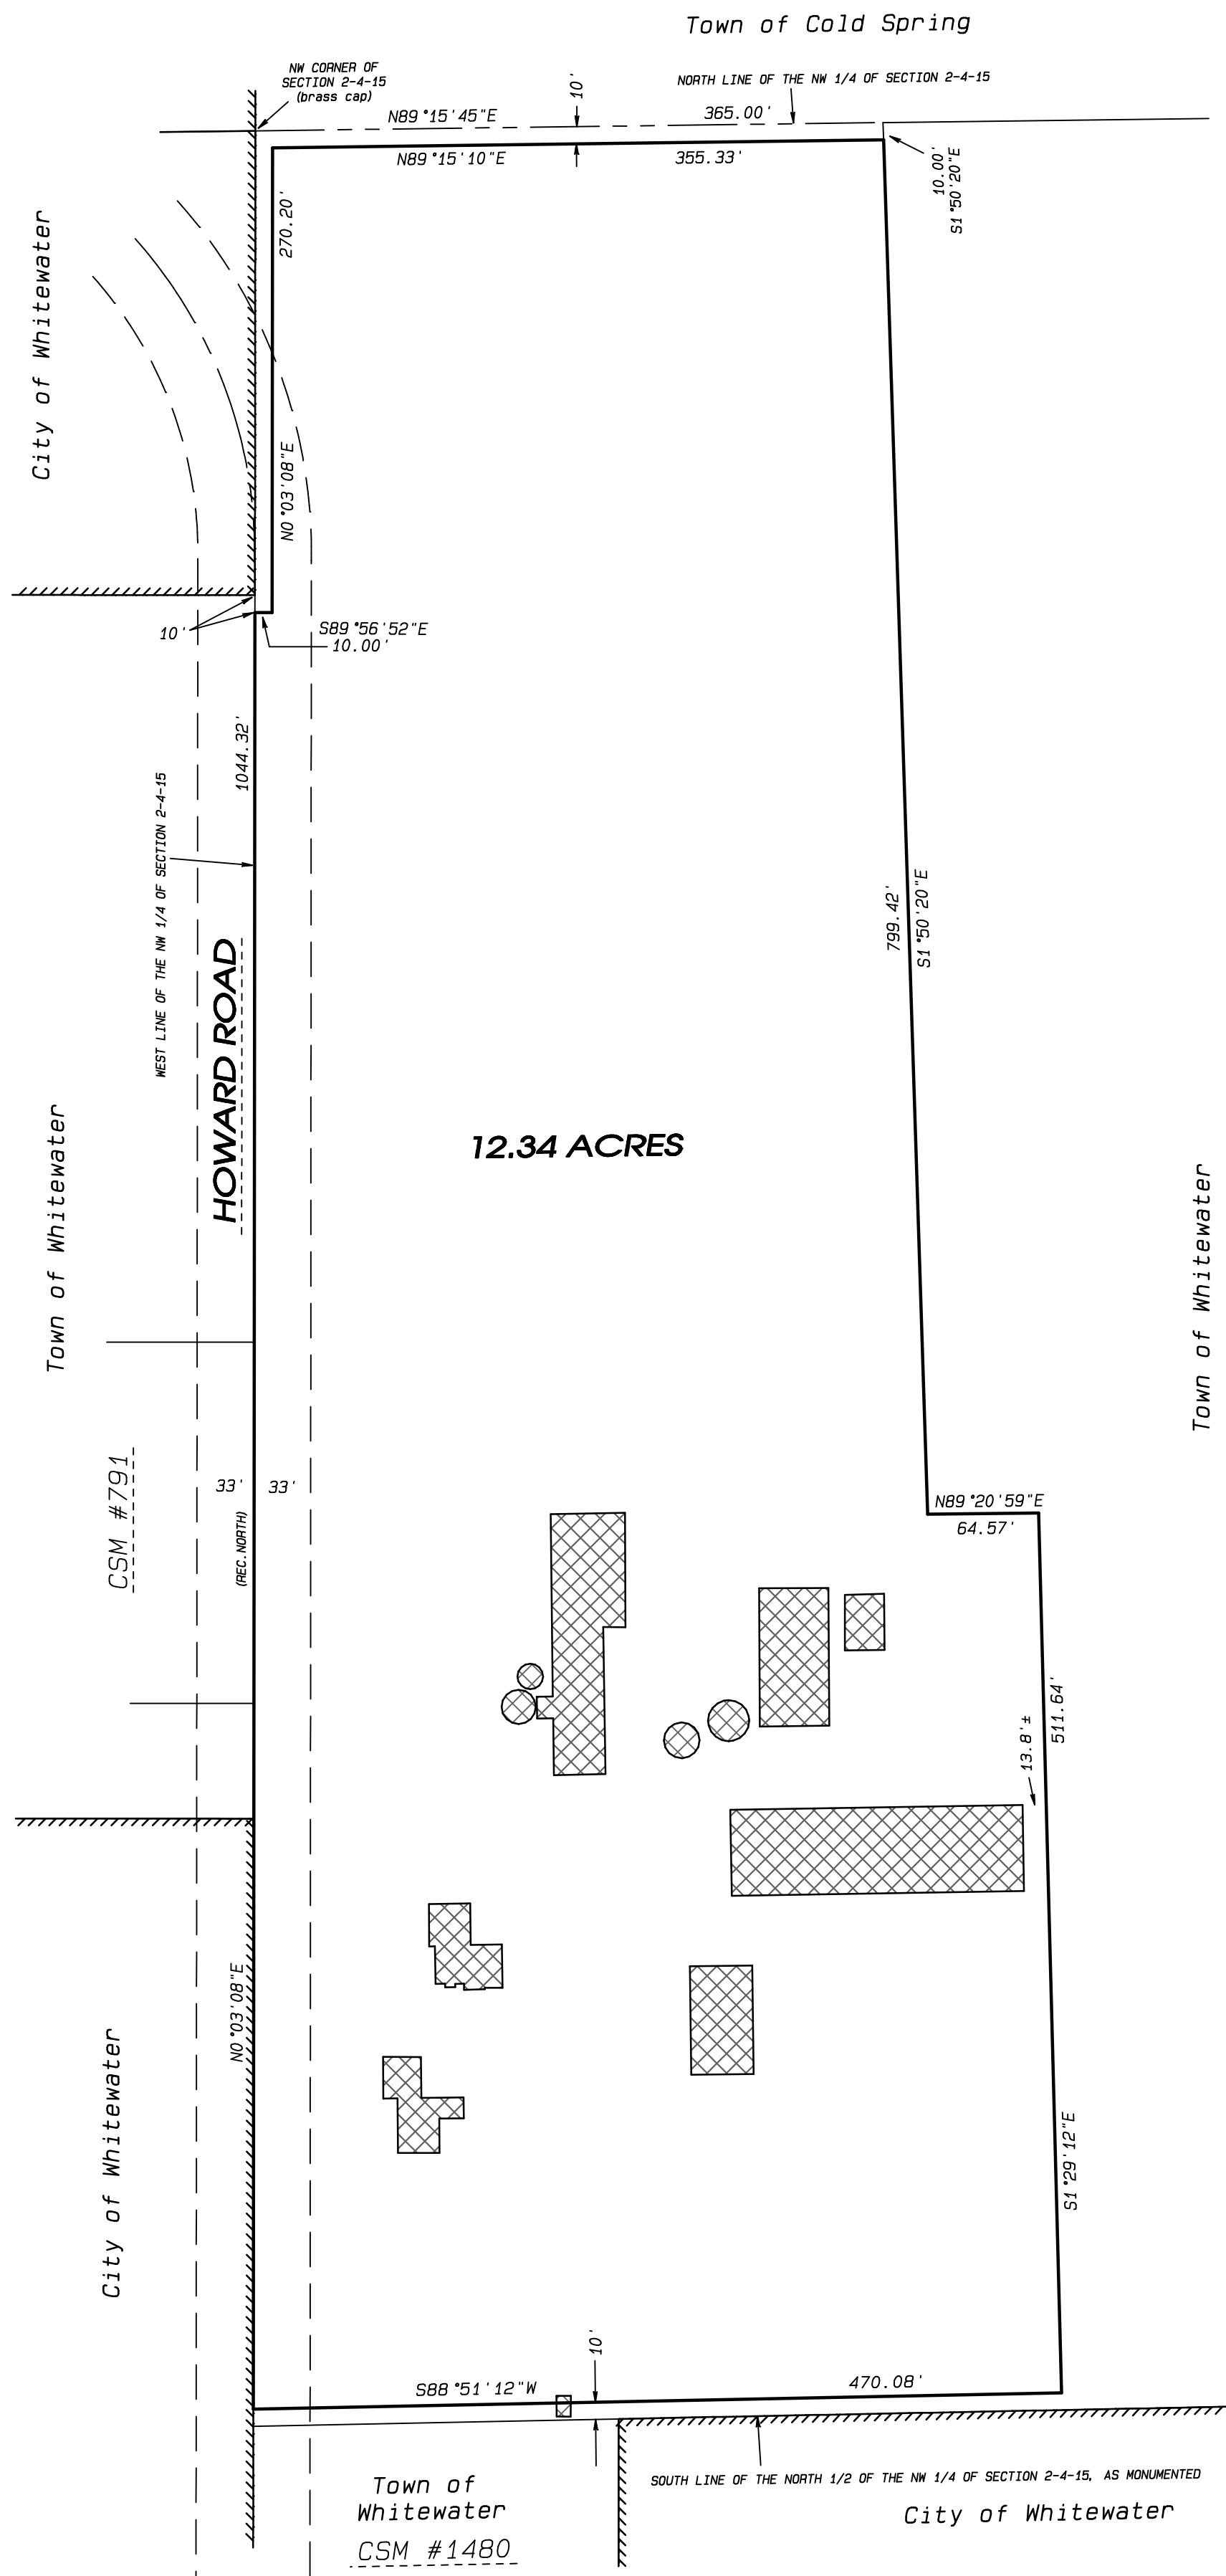 Town of Cold Spring
NW CORNER OF
SECTION 2-4-15
(brass cap)
10'
NORTH LINE OF THE NW 1/4 OF SECTION 2-4-15
N89°15'45"E
365.00'
N89°15'10"E
355.33'
10.00'
S1°50'20"E
270.20'
City of Whitewater
N0°03'08"E
10'
S89°56'52"E
10.00'
1044.32'
WEST LINE OF THE NW 1/4 OF SECTION 2-4-15
799.42'
S1°50'20"E
HOWARD ROAD
12.34 ACRES
Town of Whitewater
Town of Whitewater
CSM #791
33'
33'
(REC.NORTH)
N89°20'59"E
64.57'
511.64'
13.8'±
N0°03'08"E
City of Whitewater
S1°29'12"E
10'
S88°51'12"W
470.08'
SOUTH LINE OF THE NORTH 1/2 OF THE NW 1/4 OF SECTION 2-4-15, AS MONUMENTED
Town of
Whitewater
CSM #1480
City of Whitewater